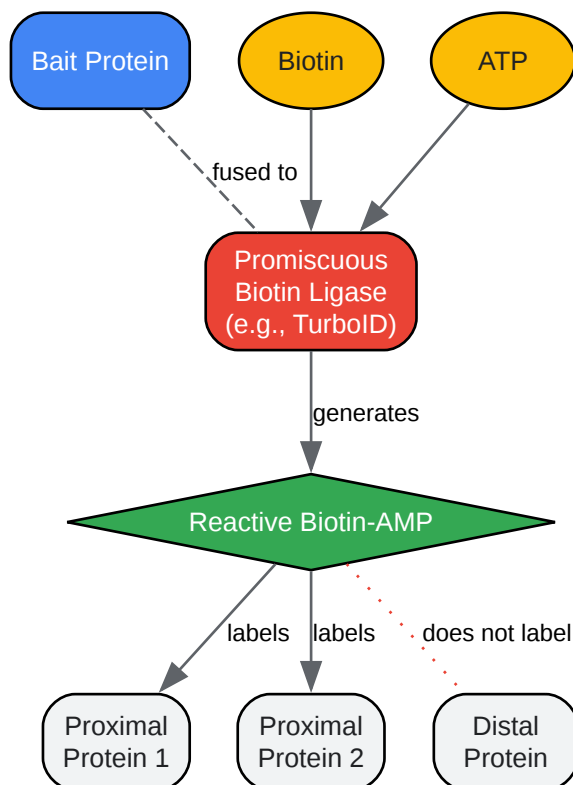 Bait Protein
Biotin
ATP
fused to
Promiscuous
Biotin Ligase
(e.g., TurboID)
generates
Reactive Biotin-AMP
labels
labels
does not label
Proximal
Protein 1
Proximal
Protein 2
Distal
Protein